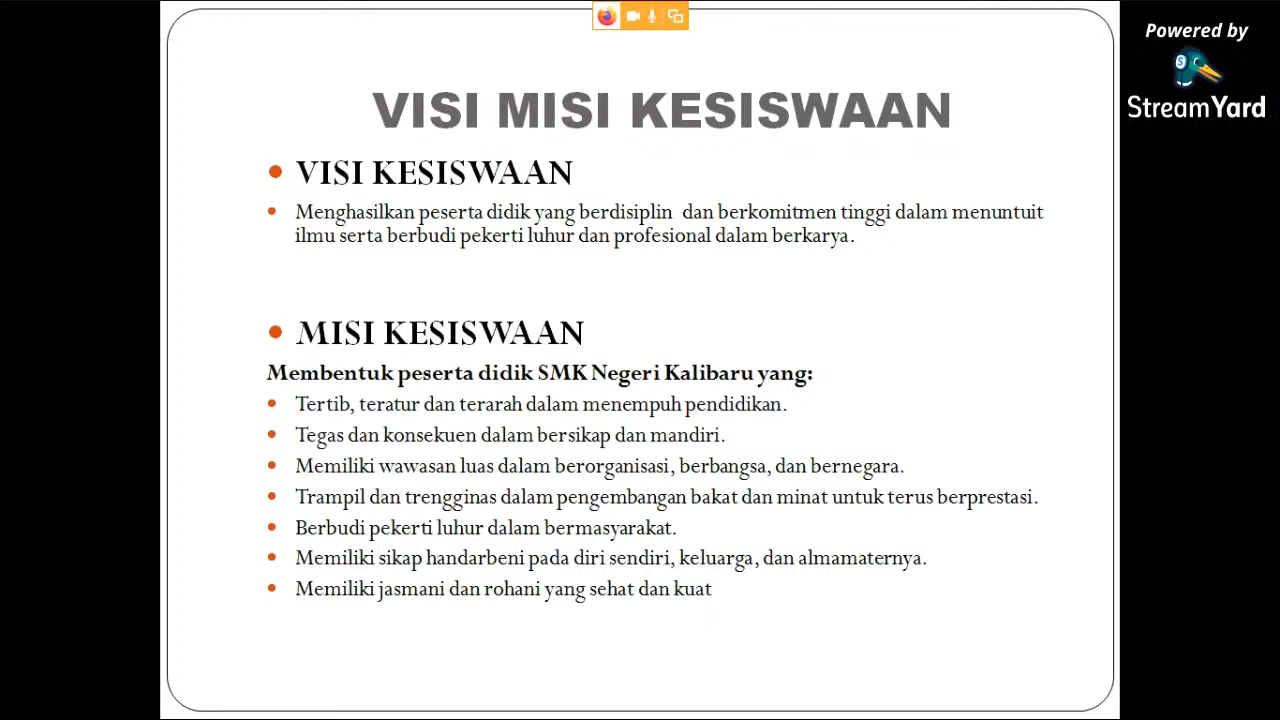 Powered by
StreamYard
VISI MISI KESISWAAN
VISI KESISWAAN
Menghasilkan peserta didik yang berdisiplin dan berkomitmen tinggi dalam menuntuit
ilmu serta berbudi pekerti luhur dan profesional dalam berkarya.
MISI KESISWAAN
Membentuk peserta didik SMK Negeri Kalibaru yang:
Tertib, teratur dan terarah dalam menempuh pendidikan.
Tegas dan konsekuen dalam bersikap dan mandiri.
Memiliki wawasan luas dalam berorganisasi, berbangsa, dan bernegara.
Trampil dan trengginas dalam pengembangan bakat dan minat untuk terus berprestasi.
Berbudi pekerti luhur dalam bermasyarakat.
Memiliki sikap handarbeni pada diri sendiri, keluarga, dan almamaternya.
Memiliki jasmani dan rohani yang sehat dan kuat